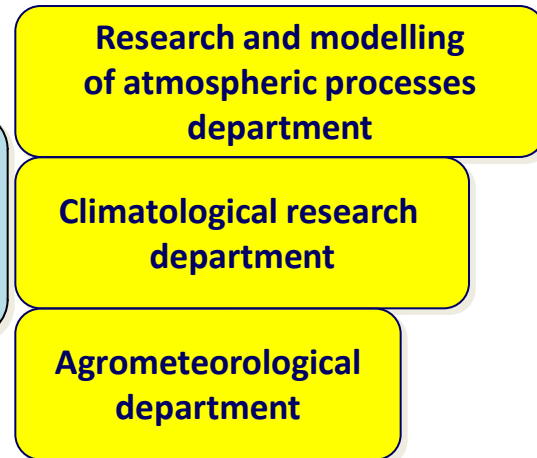 Research and modelling
of atmospheric processes
department
Climatological research
department
Agrometeorological
department